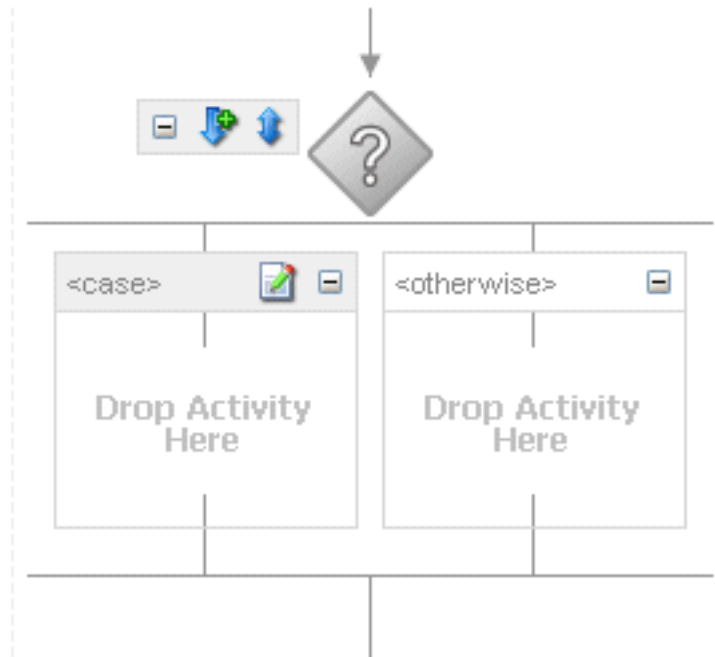 ?
<case>
<otherwise>
Drop Activity
Here
Drop Activity
Here